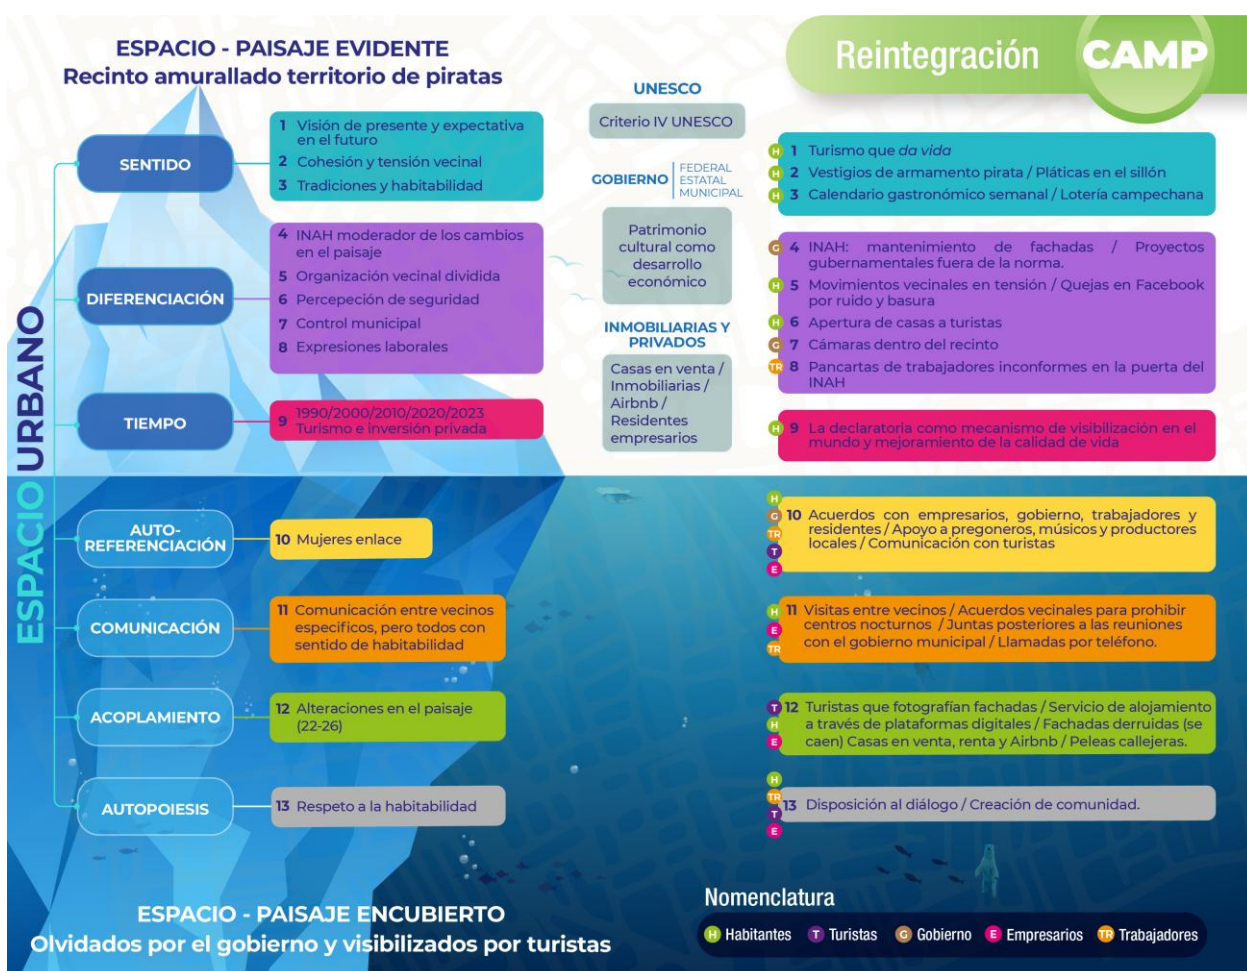 ESPACIO - PAISAJE EVIDENTE
Recinto amurallado territorio de piratas
Reintegración
CAMP
ESPACIO URBANO
SENTIDO
1 Visión de presente y expectativa
en el futuro
2 Cohesión y tensión vecinal
3 Tradiciones y habitabilidad
DIFERENCIACIÓN
4 INAH moderador de los cambios
en el paisaje
5 Organización vecinal dividida
6 Percepeción de seguridad
7 Control municipal
8 Expresiones laborales
TIEMPO
9 1990/2000/2010/2020/2023
Turismo e inversión privada
UNESCO
Criterio IV UNESCO
GOBIERNO
FEDERAL
ESTATAL
MUNICIPAL
Patrimonio
cultural como
desarrollo
económico
INMOBILIARIAS Y
PRIVADOS
Casas en venta /
Inmobiliarias /
Airbnb /
Residentes
empresarios
H 1 Turismo que da vida
H 2 Vestigios de armamento pirata / Pláticas en el sillón
H 3 Calendario gastronómico semanal / Lotería campechana
G 4 INAH: mantenimiento de fachadas / Proyectos
gubernamentales fuera de la norma.
H 5 Movimientos vecinales en tensión / Quejas en Facebook
por ruido y basura
H 6 Apertura de casas a turistas
G 7 Cámaras dentro del recinto
TR 8 Pancartas de trabajadores inconformes en la puerta del
INAH
H 9 La declaratoria como mecanismo de visibilización en el
mundo y mejoramiento de la calidad de vida
AUTO-
REFERENCIACIÓN
10 Mujeres enlace
COMUNICACIÓN
11 Comunicación entre vecinos
especificos, pero todos con
sentido de habitabilidad
ACOPLAMIENTO
12 Alteraciones en el paisaje
(22-26)
AUTOPOIESIS
13 Respeto a la habitabilidad
H
G
TR
T
E
10 Acuerdos con empresarios, gobierno, trabajadores y
residentes / Apoyo a pregoneros, músicos y productores
locales / Comunicación con turistas
H
E
TR
11 Visitas entre vecinos / Acuerdos vecinales para prohibir
centros nocturnos / Juntas posteriores a las reuniones
con el gobierno municipal / Llamadas por teléfono.
T
H
E
12 Turistas que fotografían fachadas / Servicio de alojamiento
a través de plataformas digitales / Fachadas derruidas (se
caen) Casas en venta, renta y Airbnb / Peleas callejeras.
H
TR
T
E
13 Disposición al diálogo / Creación de comunidad.
ESPACIO - PAISAJE ENCUBIERTO
Olvidados por el gobierno y visibilizados por turistas
Nomenclatura
H Habitantes T Turistas G Gobierno E Empresarios TR Trabajadores